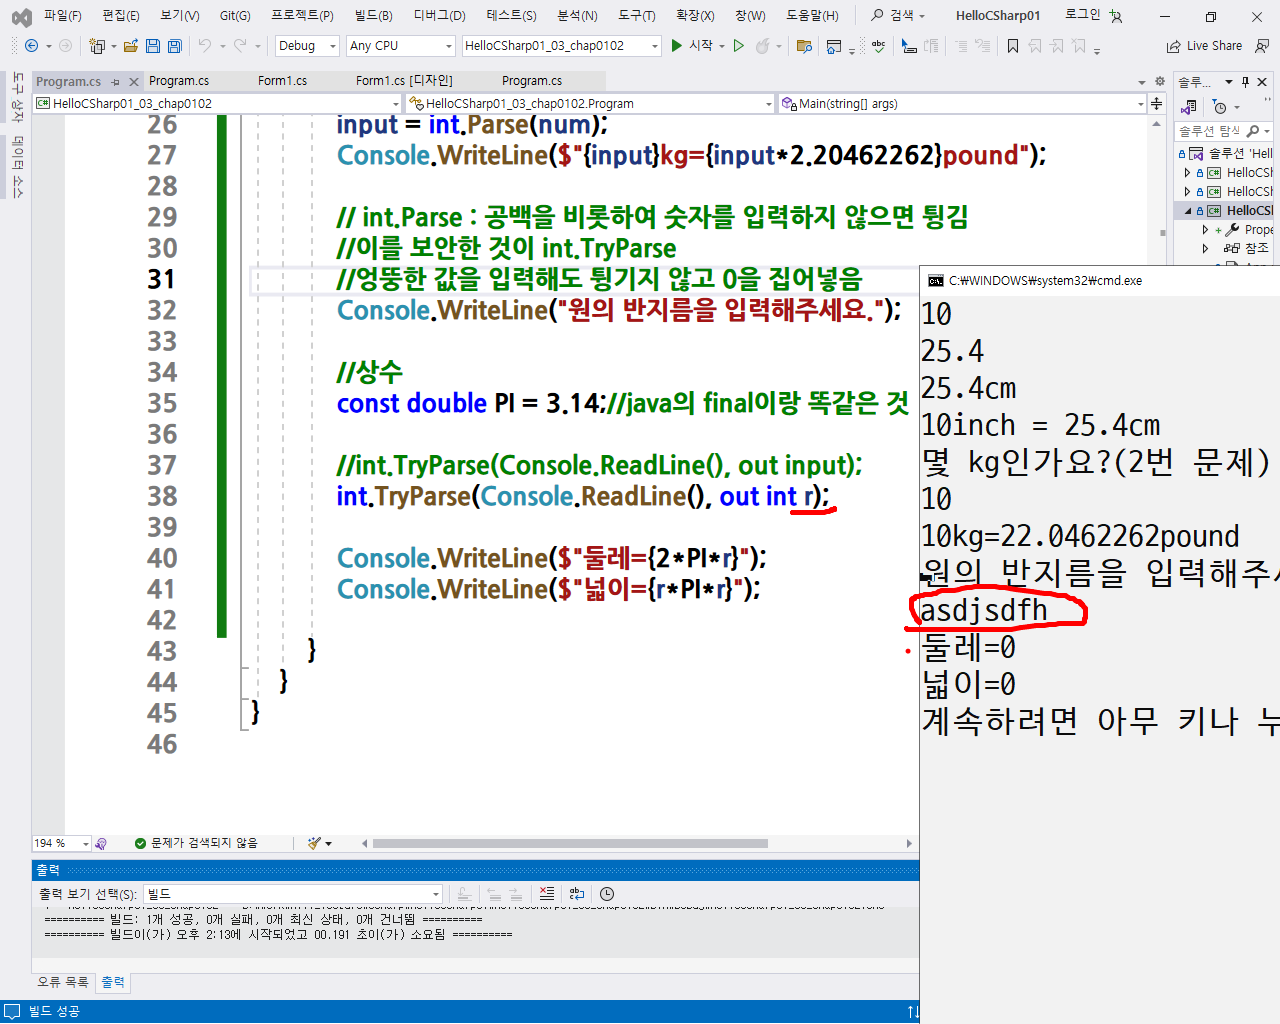 파일(F) 편집(E) 보기(V) Git(G) 프로젝트(P) 빌드(B) 디버그(D) 테스트(S) 분석(N) 도구(T) 확장(X) 창(W) 도움말(H) 검색 HelloCSharp01 로그인
Debug Any CPU HelloCSharp01_03_chap0102 시작 Live Share
도구 상자
데이터 소스
Program.cs Program.cs Form1.cs Form1.cs [디자인] Program.cs
HelloCSharp01_03_chap0102 HelloCSharp01_03_chap0102.Program Main(string[] args)
26 input = int.Parse(num);
27 Console.WriteLine($"{input}kg={input*2.20462262}pound");
28
29 // int.Parse : 공백을 비롯하여 숫자를 입력하지 않으면 튕김
30 //이를 보안한 것이 int.TryParse
31 //엉뚱한 값을 입력해도 튕기지 않고 0을 집어넣음
32 Console.WriteLine("원의 반지름을 입력해주세요.");
33
34 //상수
35 const double PI = 3.14;//java의 final이랑 똑같은 것
36
37 //int.TryParse(Console.ReadLine(), out input);
38 int.TryParse(Console.ReadLine(), out int r);
39
40 Console.WriteLine($"둘레={2*PI*r}");
41 Console.WriteLine($"넓이={r*PI*r}");
42
43 }
44 }
45 }
46
194 % 문제가 검색되지 않음
출력
출력 보기 선택(S): 빌드
========== 빌드: 1개 성공, 0개 실패, 0개 최신 상태, 0개 건너뜀 ==========
========== 빌드이(가) 오후 2:13에 시작되었고 00.191 초이(가) 소요됨 ==========
오류 목록 출력
빌드 성공
솔루...
솔루션 탐색
솔루션 'Hell
HelloCSh
HelloCSh
HelloCSh
Prope
참조
C:₩WINDOWS₩system32₩cmd.exe
10
25.4
25.4cm
10inch = 25.4cm
몇 kg인가요?(2번 문제)
10
10kg=22.0462262pound
원의 반지름을 입력해주
asdjsdfh
둘레=0
넓이=0
계속하려면 아무 키나 누